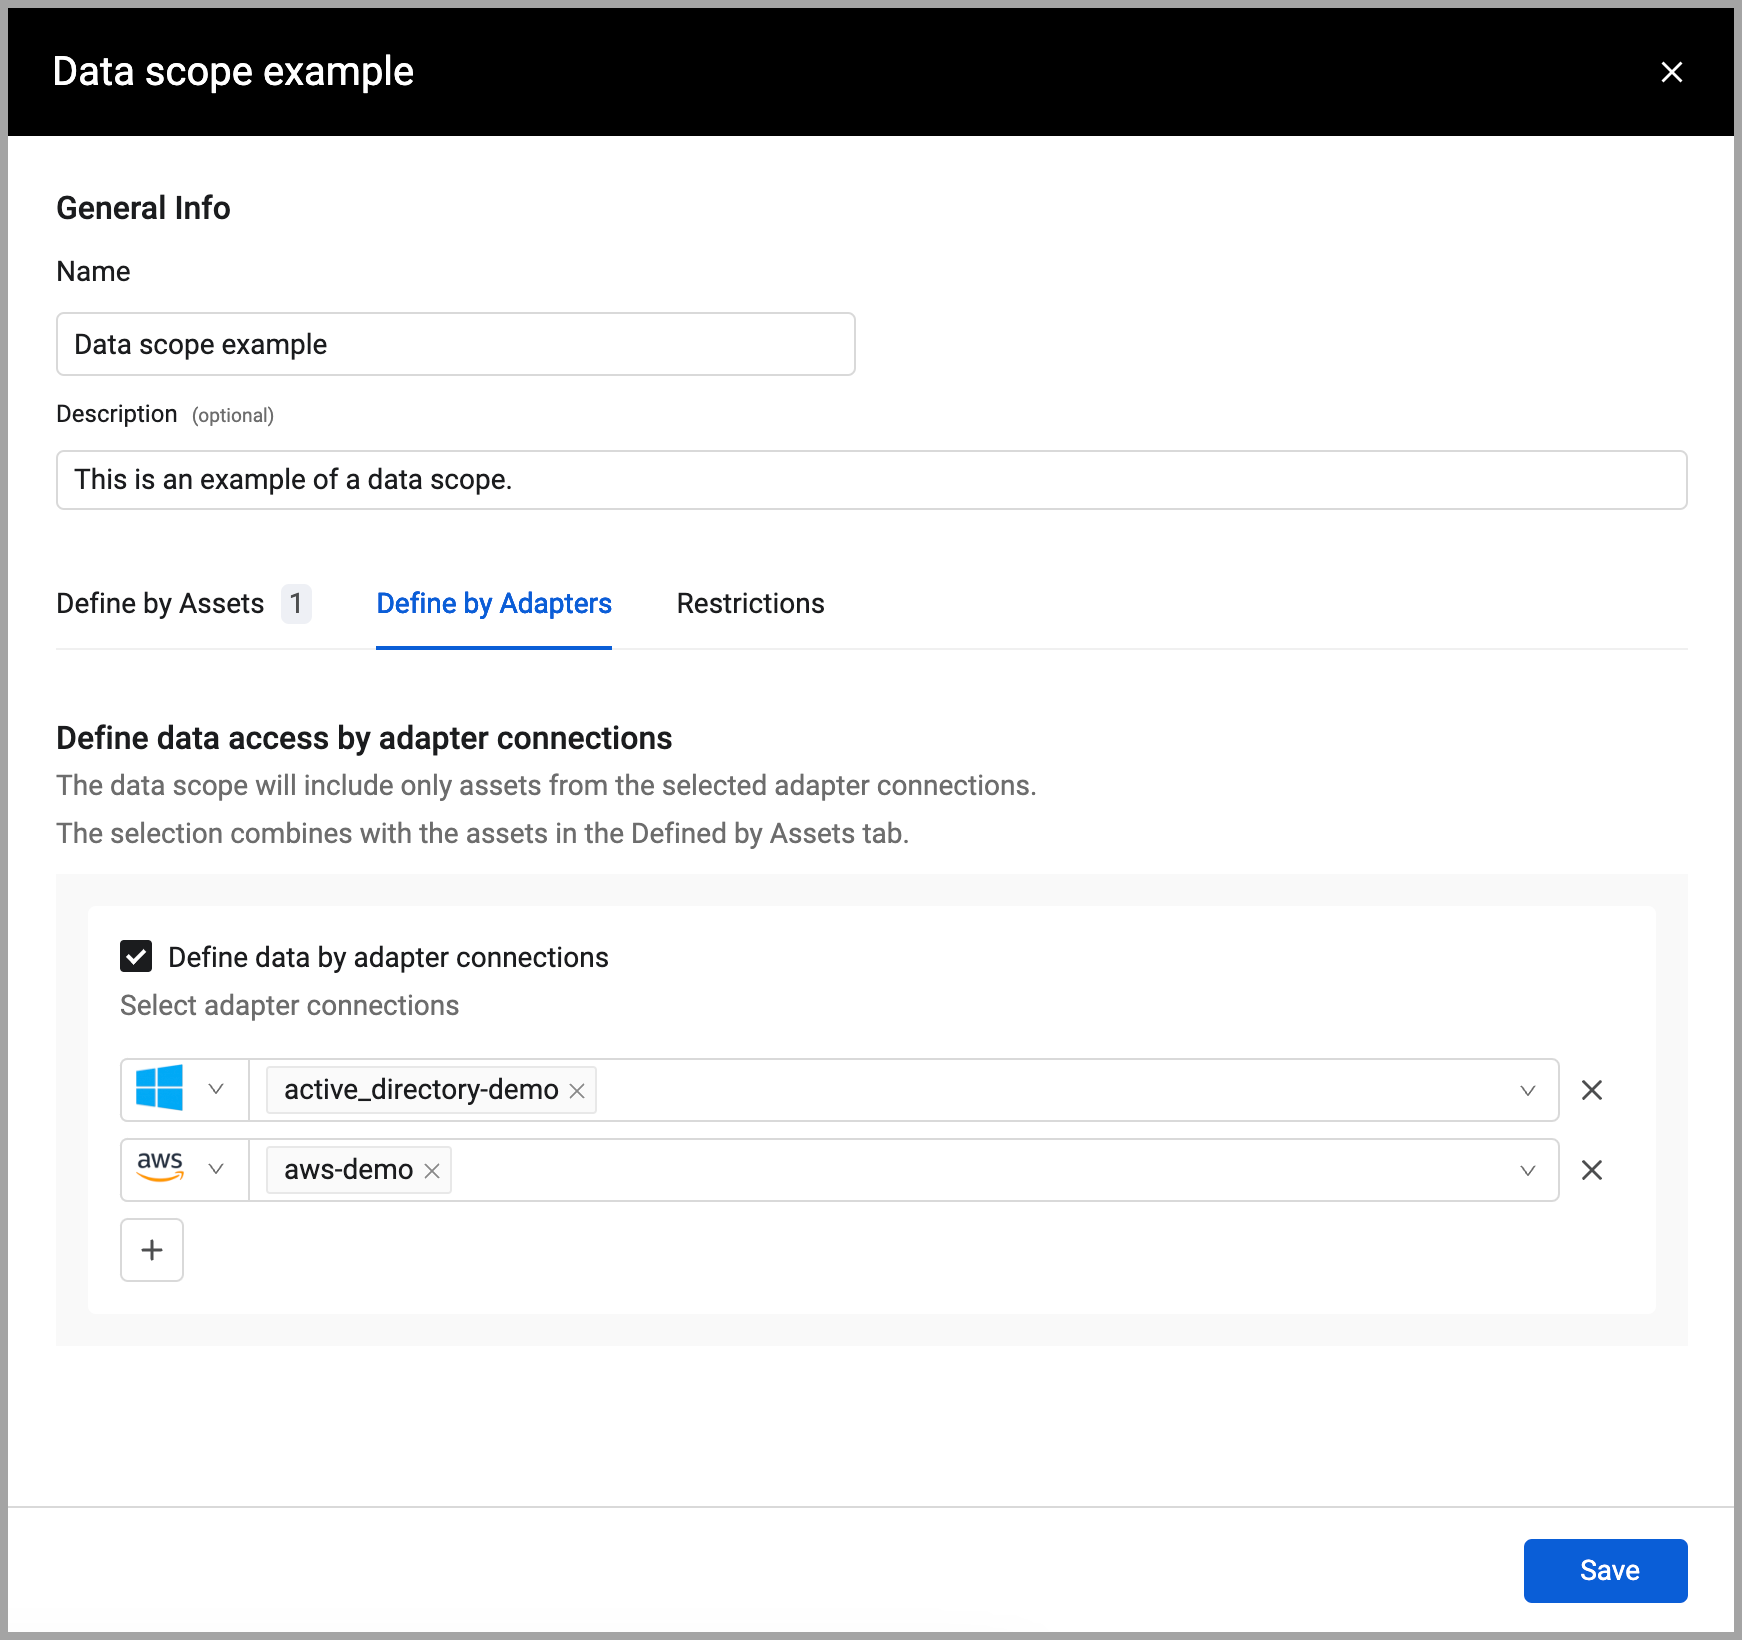 Data scope example
General Info
Name
Data scope example
Description (optional)
This is an example of a data scope.
Define by Assets 1 Define by Adapters Restrictions
Define data access by adapter connections
The data scope will include only assets from the selected adapter connections.
The selection combines with the assets in the Defined by Assets tab.
Define data by adapter connections
Select adapter connections
active_directory-demo
aws aws-demo
Save